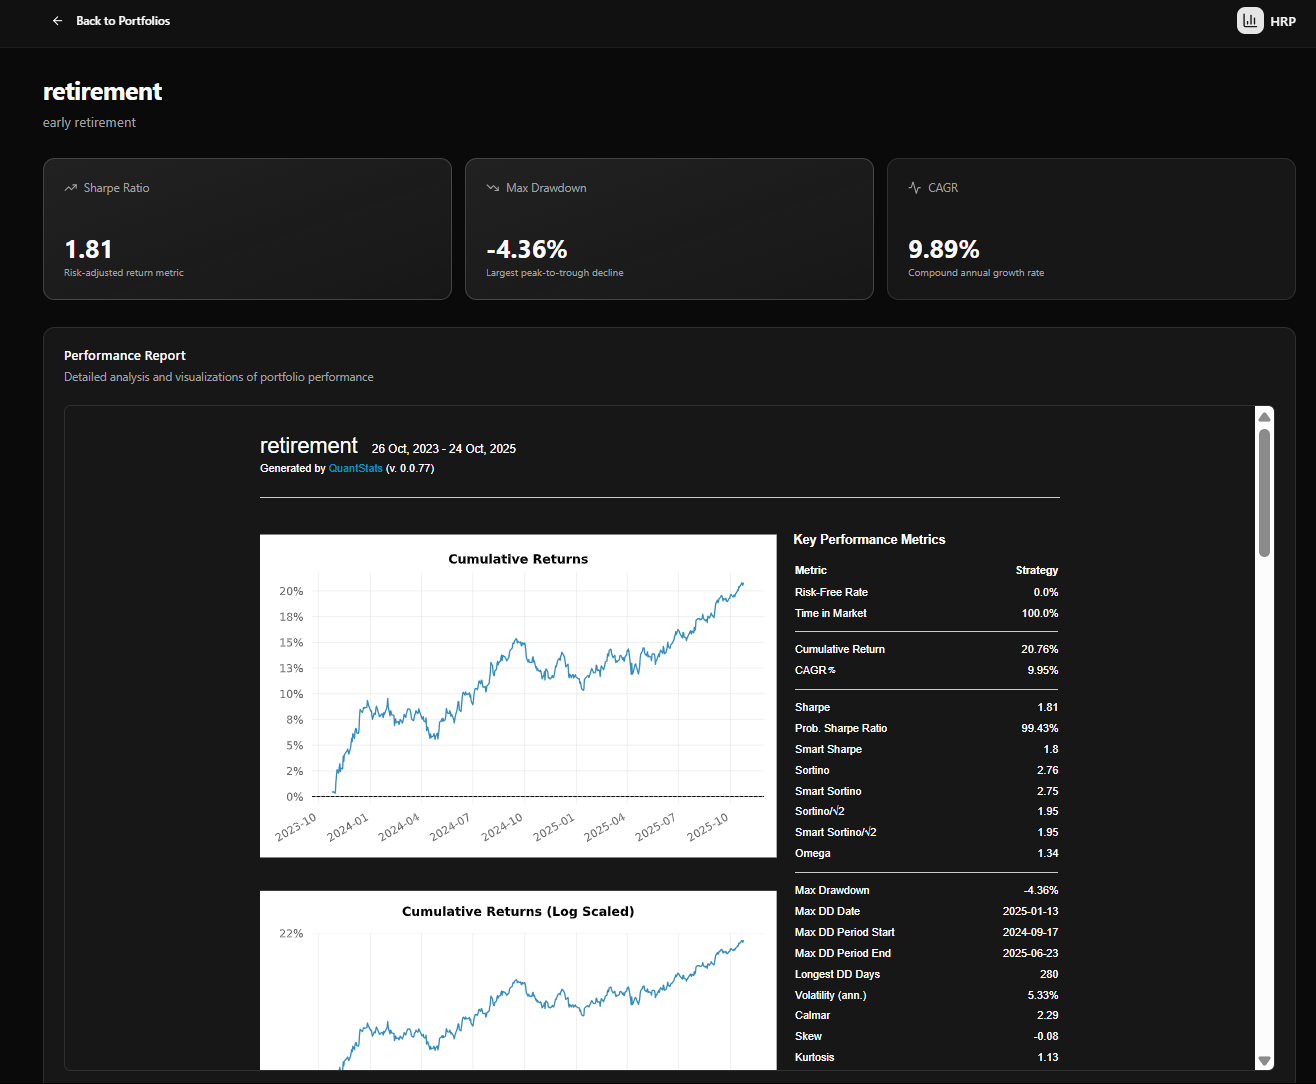 Back to Portfolios
HRP
retirement
early retirement
Sharpe Ratio
1.81
Risk-adjusted return metric
Max Drawdown
-4.36%
Largest peak-to-trough decline
CAGR
9.89%
Compound annual growth rate
Performance Report
Detailed analysis and visualizations of portfolio performance
retirement 26 Oct, 2023 - 24 Oct, 2025
Generated by QuantStats (v. 0.0.77)
Cumulative Returns
20%
18%
15%
13%
10%
8%
5%
2%
0%
2023-10 2024-01 2024-04 2024-07 2024-10 2025-01 2025-04 2025-07 2025-10
Cumulative Returns (Log Scaled)
22%
Key Performance Metrics
Metric Strategy
Risk-Free Rate 0.0%
Time in Market 100.0%
Cumulative Return 20.76%
CAGR﹪ 9.95%
Sharpe 1.81
Prob. Sharpe Ratio 99.43%
Smart Sharpe 1.8
Sortino 2.76
Smart Sortino 2.75
Sortino/√2 1.95
Smart Sortino/√2 1.95
Omega 1.34
Max Drawdown -4.36%
Max DD Date 2025-01-13
Max DD Period Start 2024-09-17
Max DD Period End 2025-06-23
Longest DD Days 280
Volatility (ann.) 5.33%
Calmar 2.29
Skew -0.08
Kurtosis 1.13